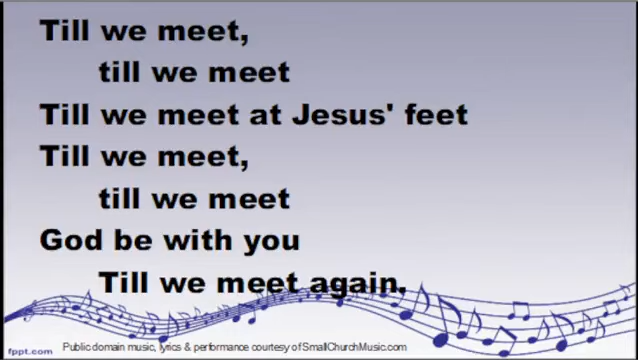 Till we meet,
till we meet
Till we meet at Jesus' feet
Till we meet,
till we meet
God be with you
Till we meet again.
Public domain music, lyrics & performance courtesy of SmallChurchMusic.com
fppt.com